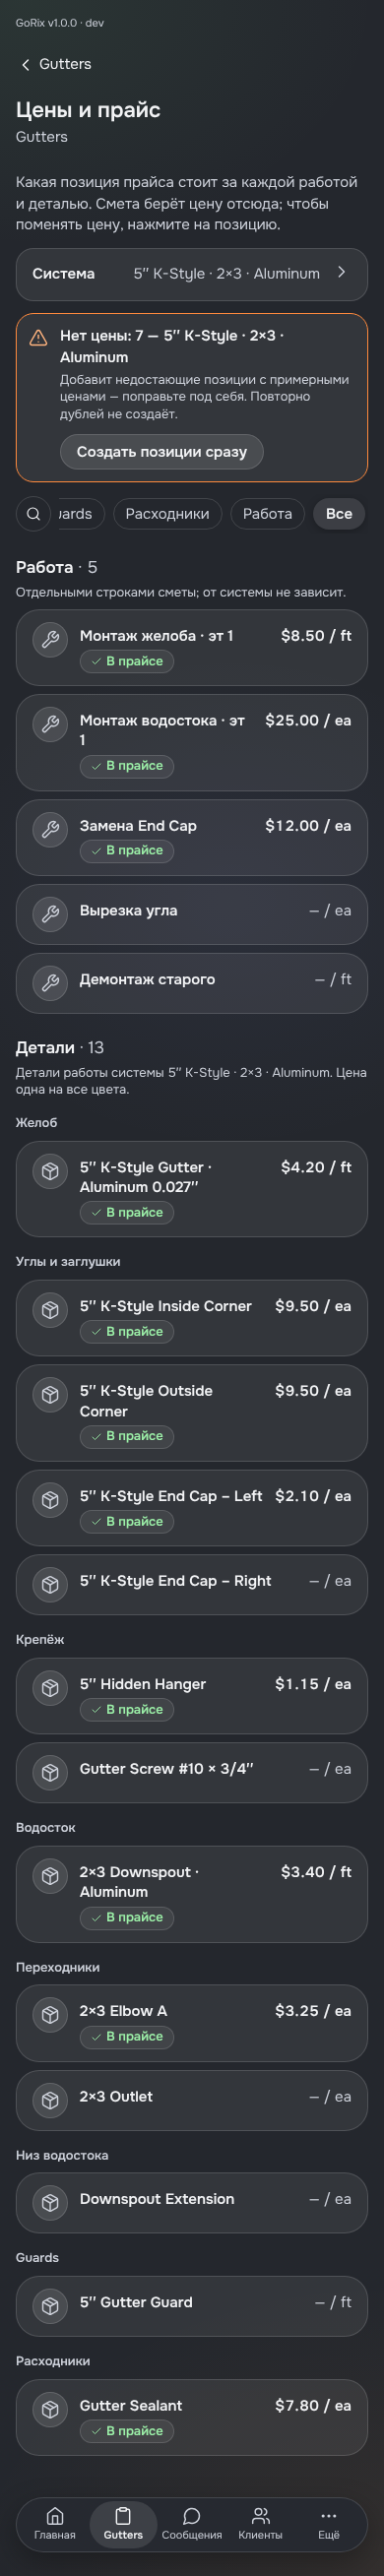 GoRix v1.0.0 · dev
Gutters
Цены и прайс
Gutters
Какая позиция прайса стоит за каждой работой
и деталью. Смета берёт цену отсюда; чтобы
поменять цену, нажмите на позицию.
Система 5″ K-Style · 2×3 · Aluminum
Нет цены: 7 — 5″ K-Style · 2×3 ·
Aluminum
Добавит недостающие позиции с примерными
ценами — поправьте под себя. Повторно
дублей не создаёт.
Создать позиции сразу
uards Расходники Работа Все
Работа · 5
Отдельными строками сметы; от системы не зависит.
Монтаж желоба · эт 1 $8.50 / ft
В прайсе
Монтаж водостока · эт $25.00 / ea
1
В прайсе
Замена End Cap $12.00 / ea
В прайсе
Вырезка угла – / ea
Демонтаж старого – / ft
Детали · 13
Детали работы системы 5″ K-Style · 2×3 · Aluminum. Цена
одна на все цвета.
Желоб
5″ K-Style Gutter · $4.20 / ft
Aluminum 0.027″
В прайсе
Углы и заглушки
5″ K-Style Inside Corner $9.50 / ea
В прайсе
5″ K-Style Outside $9.50 / ea
Corner
В прайсе
5″ K-Style End Cap – Left $2.10 / ea
В прайсе
5″ K-Style End Cap – Right – / ea
Крепёж
5″ Hidden Hanger $1.15 / ea
В прайсе
Gutter Screw #10 × 3/4″ – / ea
Водосток
2×3 Downspout · $3.40 / ft
Aluminum
В прайсе
Переходники
2×3 Elbow A $3.25 / ea
В прайсе
2×3 Outlet – / ea
Низ водостока
Downspout Extension – / ea
Guards
5″ Gutter Guard – / ft
Расходники
Gutter Sealant $7.80 / ea
В прайсе
Главная Gutters Сообщения Клиенты Ещё